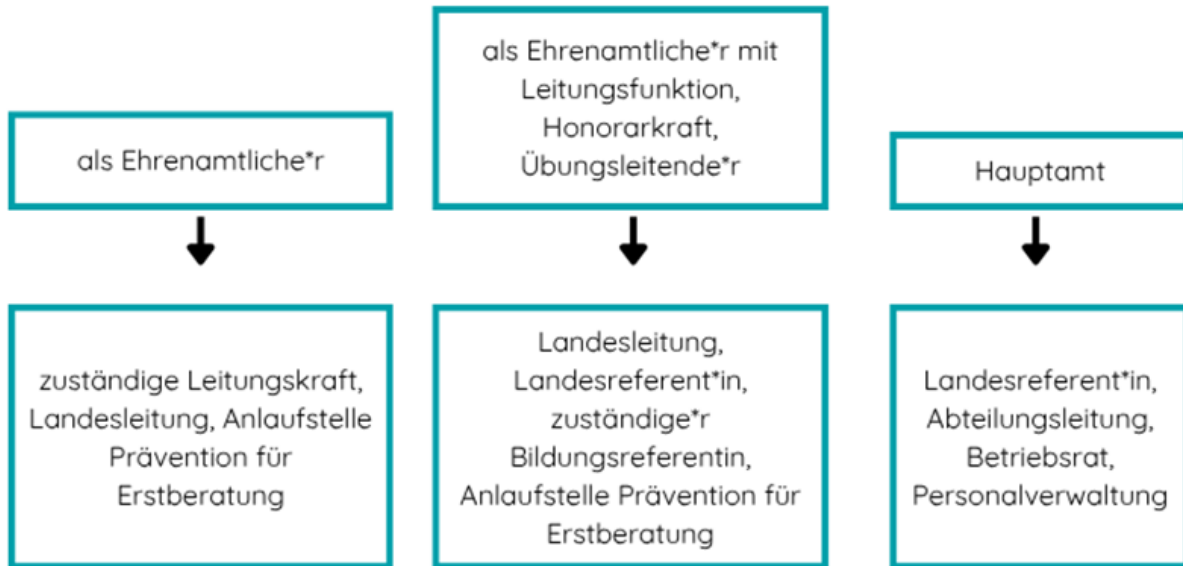 als Ehrenamtliche*r
als Ehrenamtliche*r mit
Leitungsfunktion,
Honorarkraft,
Übungsleitende*r
Hauptamt
zuständige Leitungskraft,
Landesleitung, Anlaufstelle
Prävention für
Erstberatung
Landesleitung,
Landesreferent*in,
zuständige*r
Bildungsreferentin,
Anlaufstelle Prävention für
Erstberatung
Landesreferent*in,
Abteilungsleitung,
Betriebsrat,
Personalverwaltung